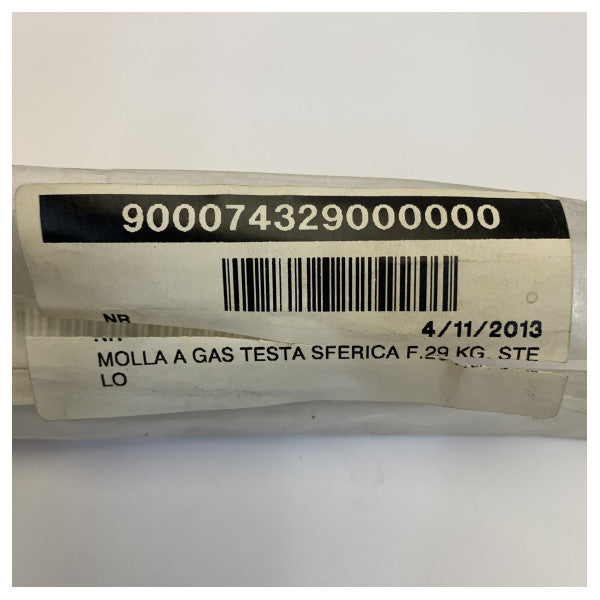 900074329000000
NR
4/11/2013
MOLLA A GAS TESTA SFERICA F.29 KG. STE
LO